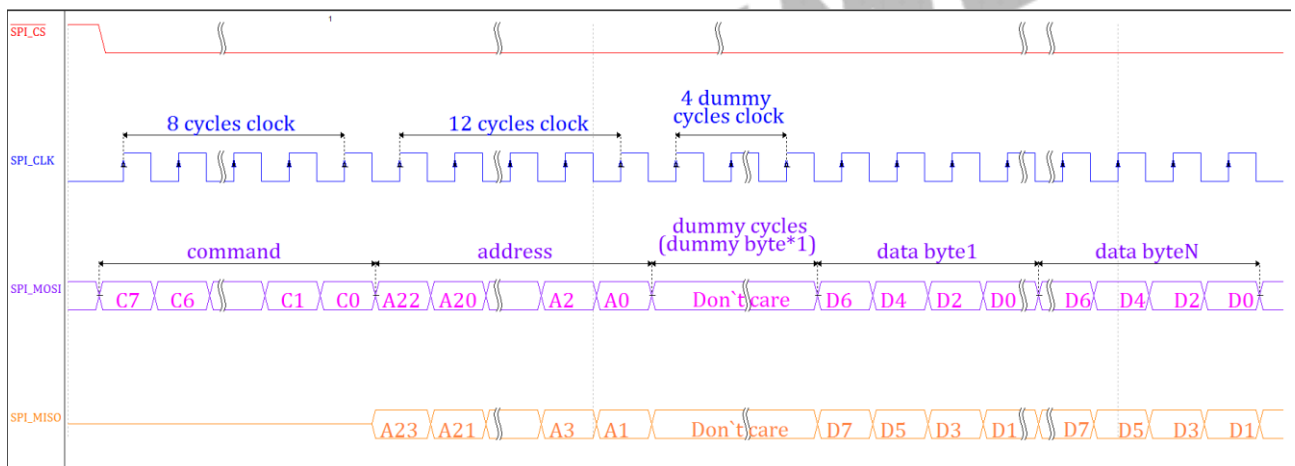 1
SPI_CS
4 dummy
cycles clock
8 cycles clock
12 cycles clock
SPI_CLK
dummy cycles
(dummy byte*1)
command
address
data byte1
data byteN
SPI_MOSI
C7 C6 C1 C0 A22 A20 A2 A0 Don`t care D6 D4 D2 D0 D6 D4 D2 D0
SPI_MISO
A23 A21 A3 A1 Don`t care D7 D5 D3 D1 D7 D5 D3 D1